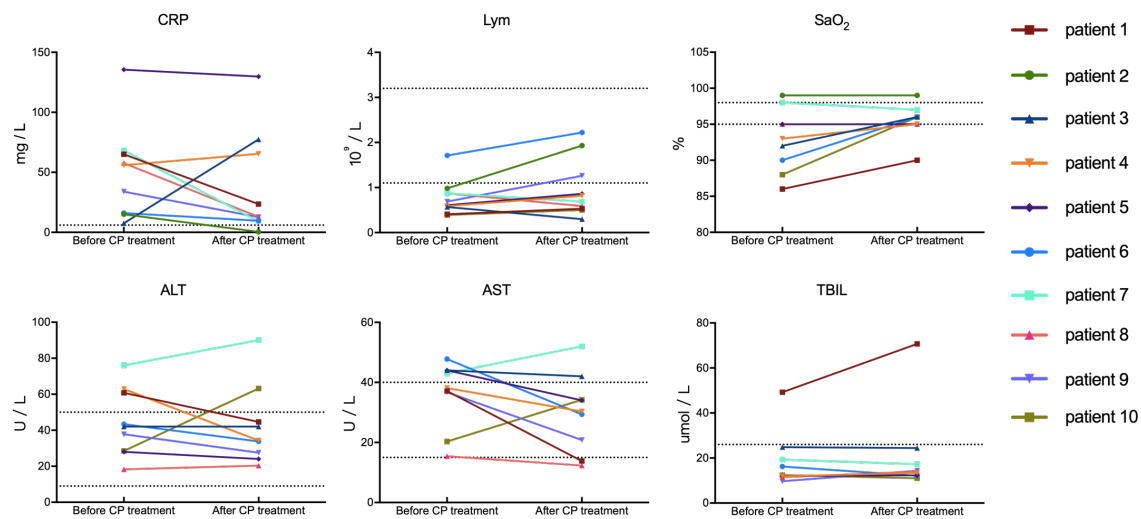 CRP
Lym
SaO2
150
100
50
0
mg / L
Before CP treatment
After CP treatment
4
3
2
1
0
10^9 / L
Before CP treatment
After CP treatment
105
100
95
90
85
80
%
Before CP treatment
After CP treatment
ALT
AST
TBIL
100
80
60
40
20
0
U / L
Before CP treatment
After CP treatment
60
40
20
0
U / L
Before CP treatment
After CP treatment
80
60
40
20
0
umol / L
Before CP treatment
After CP treatment
patient 1
patient 2
patient 3
patient 4
patient 5
patient 6
patient 7
patient 8
patient 9
patient 10